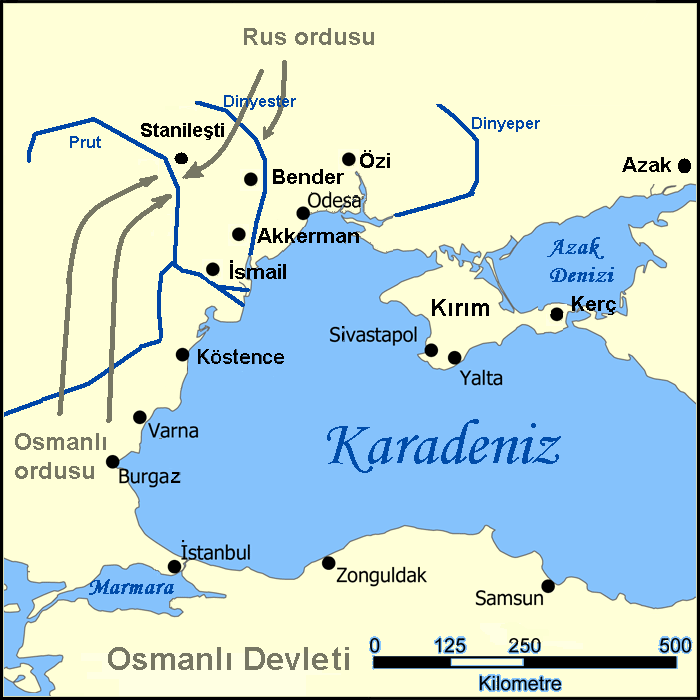 Rus ordusu
Dinyester
Dinyeper
Stanileşti
Prut
Özi
Azak
Bender
Odesa
Akkerman
Azak
Denizi
İsmail
Kırım
Kerç
Sivastapol
Köstence
Yalta
Osmanlı
ordusu
Varna
Karadeniz
Burgaz
İstanbul
Marmara
Zonguldak
Samsun
Osmanlı Devleti
0 125 250 500
Kilometre